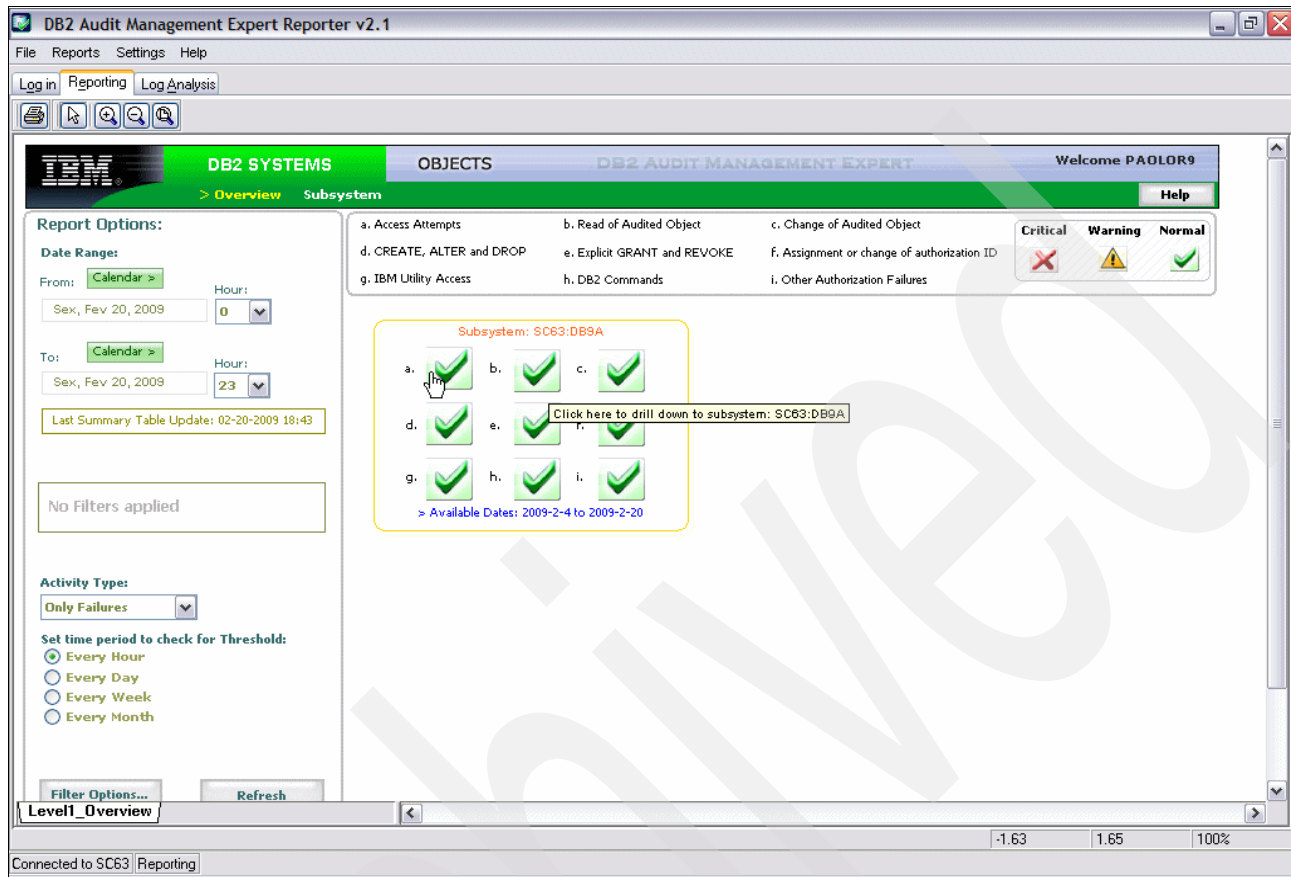 DB2 Audit Management Expert Reporter v2.1
File Reports Settings Help
Log in Reporting Log Analysis
IBM DB2 SYSTEMS OBJECTS DB2 AUDIT MANAGEMENT EXPERT Welcome PAOLOR9
> Overview Subsystem Help
Report Options:
Date Range:
From: Calendar >
Hour:
Sex, Fev 20, 2009 0
To: Calendar >
Hour:
Sex, Fev 20, 2009 23
Last Summary Table Update: 02-20-2009 18:43
No Filters applied
Activity Type:
Only Failures
Set time period to check for Threshold:
Every Hour
Every Day
Every Week
Every Month
Filter Options... Refresh
a. Access Attempts b. Read of Audited Object c. Change of Audited Object
d. CREATE, ALTER and DROP e. Explicit GRANT and REVOKE f. Assignment or change of authorization ID
g. IBM Utility Access h. DB2 Commands i. Other Authorization Failures
Critical Warning Normal
Subsystem: SC63:DB9A
a. b. c.
Click here to drill down to subsystem: SC63:DB9A
d. e. f.
g. h. i.
> Available Dates: 2009-2-4 to 2009-2-20
Level1_Overview
-1.63 1.65 100%
Connected to SC63 Reporting